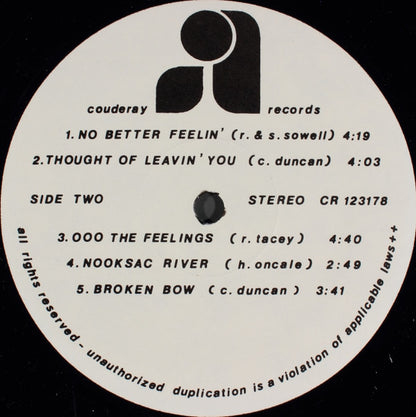 couderay records
1. NO BETTER FEELIN' (r. & s. sowell) 4:19
2. THOUGHT OF LEAVIN' YOU (c. duncan) 4:03
SIDE TWO STEREO CR 123178
3. OOO THE FEELINGS (r. tacey) 4:40
4. NOOKSAC RIVER (h. oncale) 2:49
5. BROKEN BOW (c. duncan) 3:41
all rights reserved - unauthorized duplication is a violation of applicable laws++